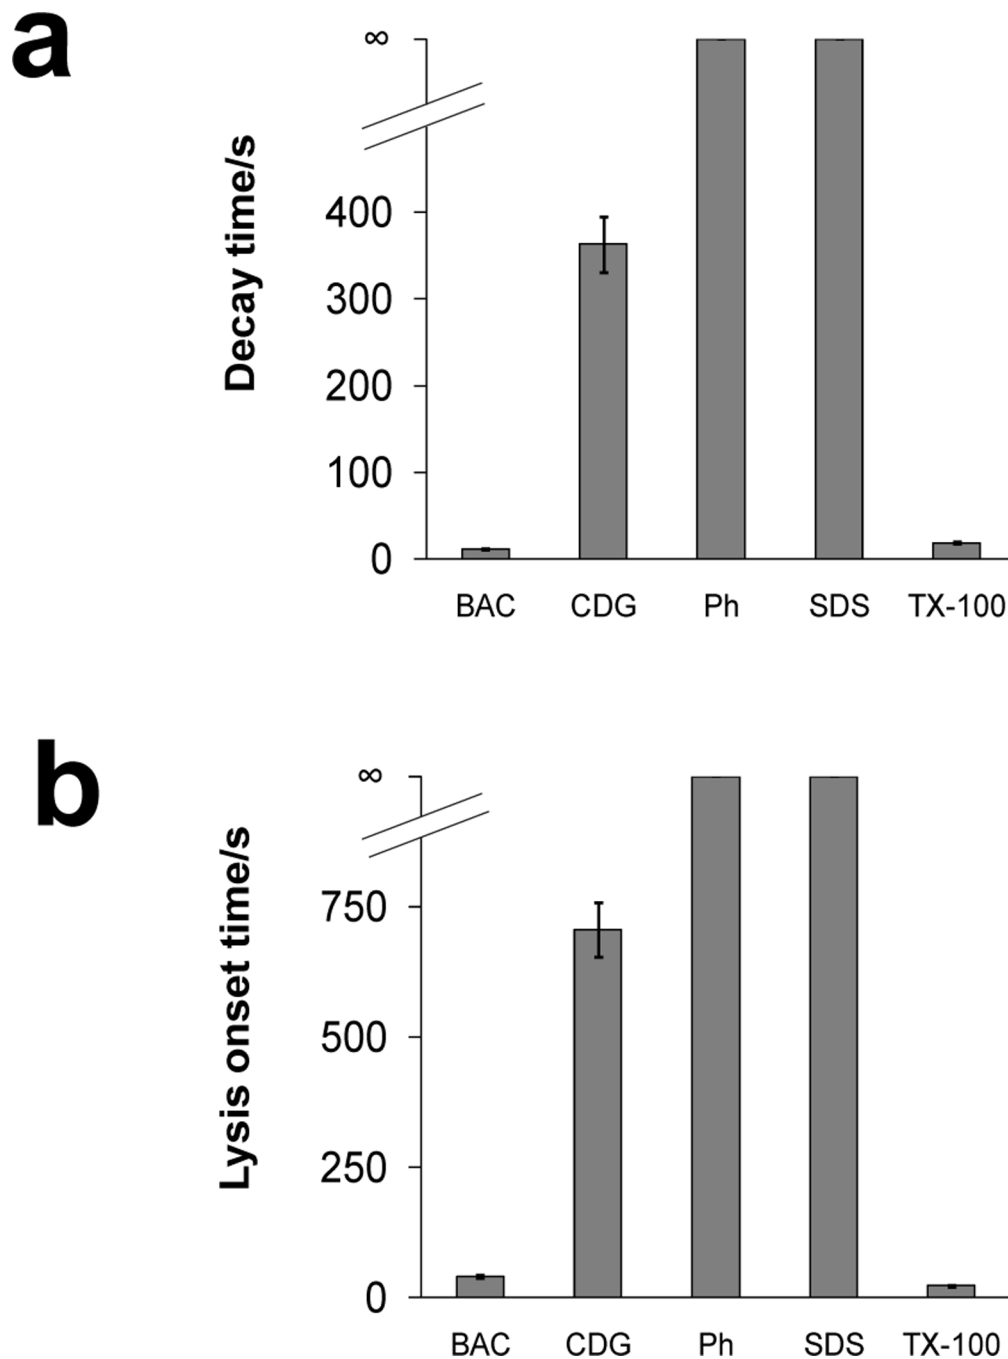 a
∞
400
300
200
100
0
Decay time/s
BAC CDG Ph SDS TX-100
b
∞
750
500
250
0
Lysis onset time/s
BAC CDG Ph SDS TX-100